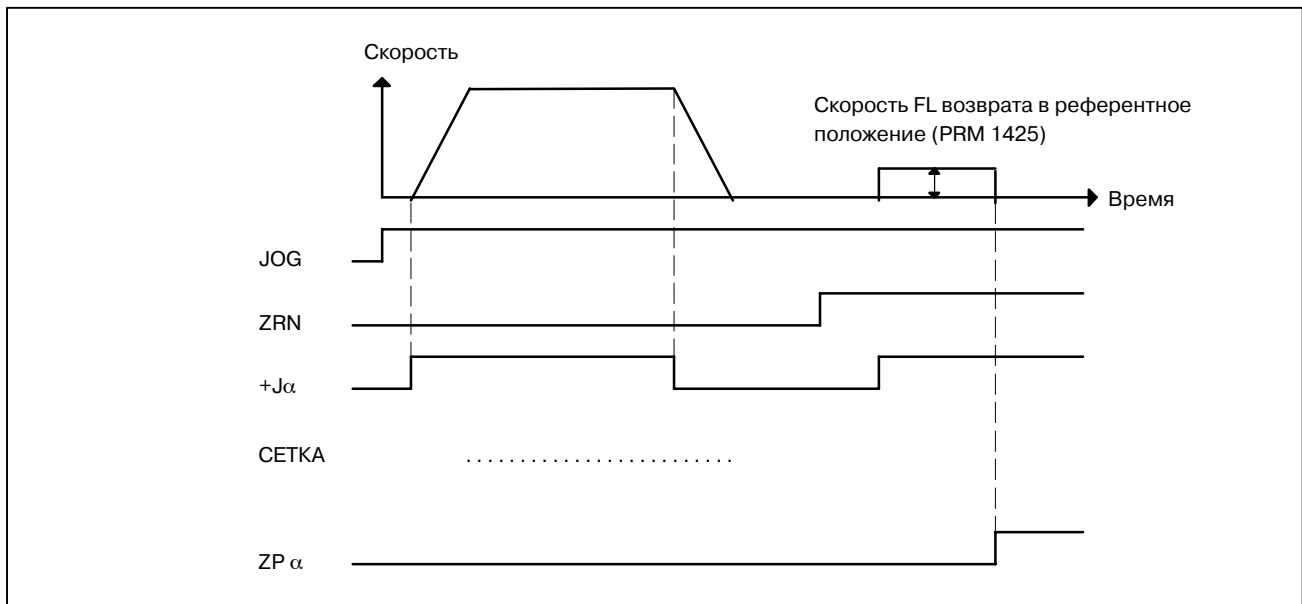 Скорость
Скорость FL возврата в референтное
положение (PRM 1425)
Время
JOG
ZRN
+Jα
СЕТКА
ZP α